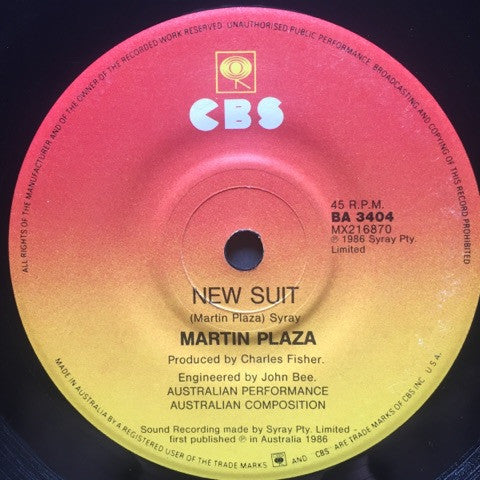 ALL RIGHTS OF THE MANUFACTURER AND OF THE OWNER OF THE RECORDED WORK RESERVED. UNAUTHORISED PUBLIC PERFORMANCE, BROADCASTING AND COPYING OF THIS RECORD PROHIBITED
CBS
45 R.P.M.
BA 3404
MX216870
℗ 1986 Syray Pty.
Limited
NEW SUIT
(Martin Plaza) Syray
MARTIN PLAZA
Produced by Charles Fisher.
Engineered by John Bee.
AUSTRALIAN PERFORMANCE
AUSTRALIAN COMPOSITION
Sound Recording made by Syray Pty. Limited -
first published ℗ in Australia 1986
MADE IN AUSTRALIA BY A REGISTERED USER OF THE TRADE MARKS AND CBS ARE TRADE MARKS OF CBS INC U.S.A.